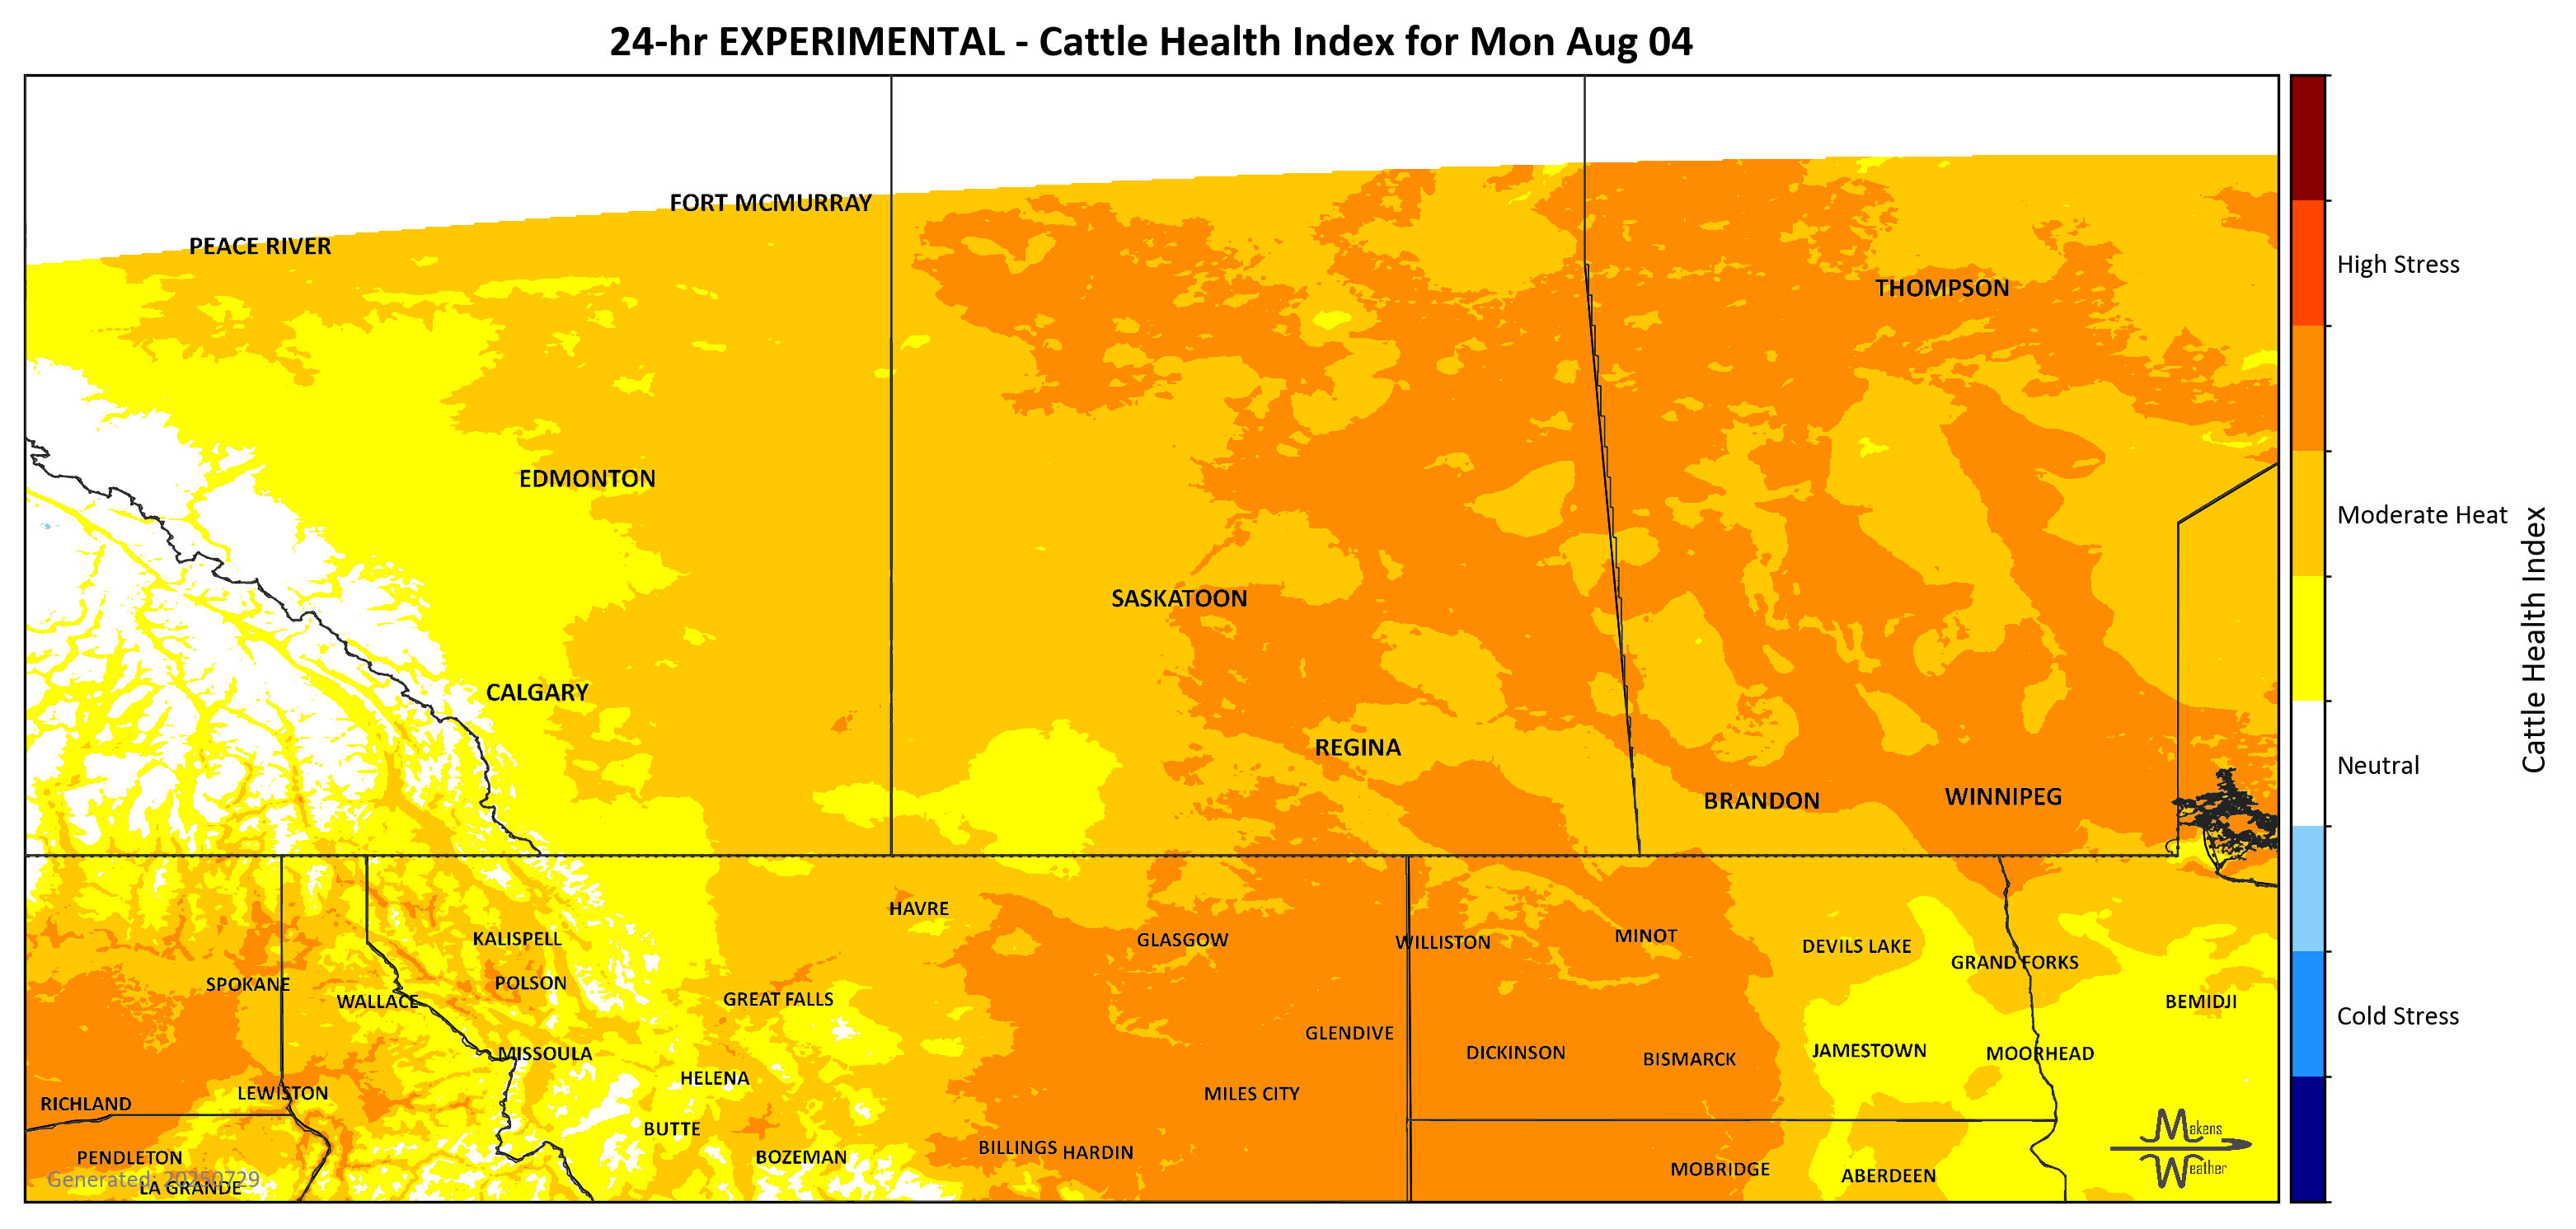 24-hr EXPERIMENTAL - Cattle Health Index for Mon Aug 04
FORT MCMURRAY
PEACE RIVER
THOMPSON
High Stress
EDMONTON
Moderate Heat
SASKATOON
Cattle Health Index
CALGARY
REGINA
Neutral
BRANDON
WINNIPEG
HAVRE
KALISPELL
GLASGOW
WILLISTON
MINOT
DEVILS LAKE
GRAND FORKS
SPOKANE
POLSON
WALLACE
GREAT FALLS
BEMIDJI
Cold Stress
GLENDIVE
MISSOULA
DICKINSON
BISMARCK
JAMESTOWN
MOORHEAD
HELENA
LEWISTON
MILES CITY
RICHLAND
BUTTE
Makens
Weather
PENDLETON
BOZEMAN
BILLINGS
HARDIN
MOBRIDGE
ABERDEEN
Generated: 20250729
LA GRANDE